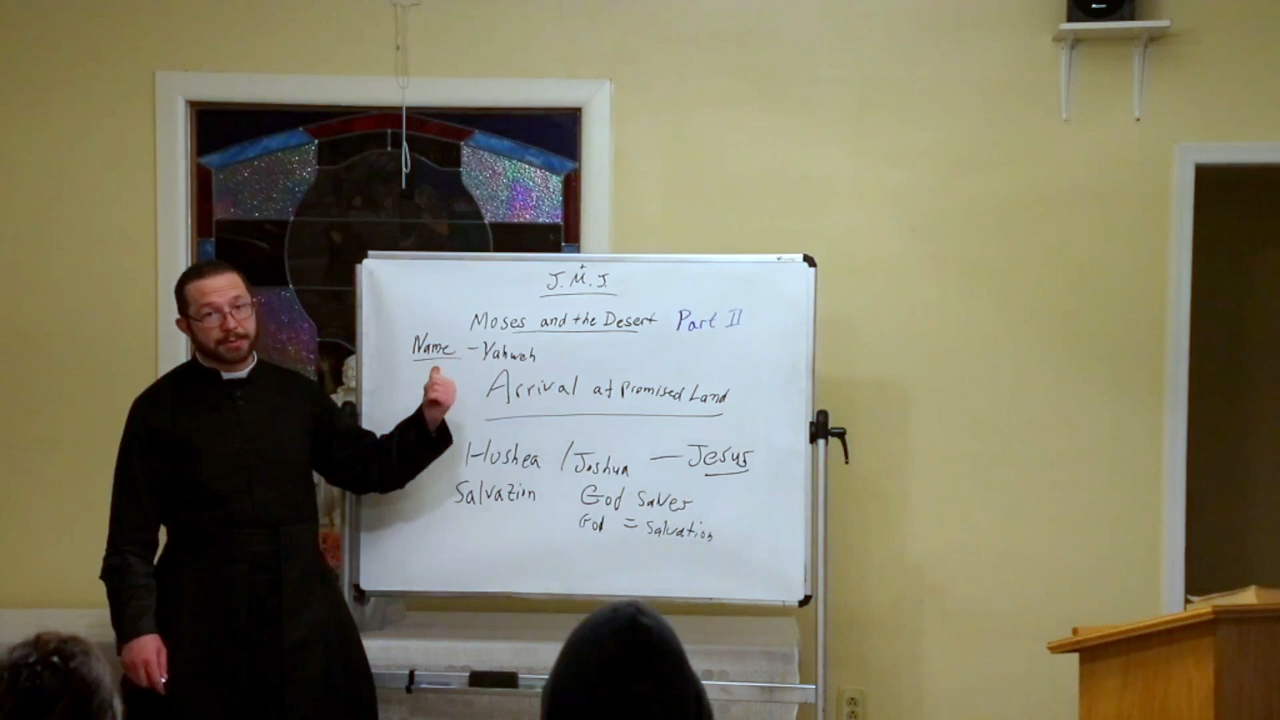 J. M. J.
Moses and the Desert Part II
Name - Yahweh
Arrival at Promised Land
Hoshea / Joshua — Jesus
Salvation God saves
God = Salvation